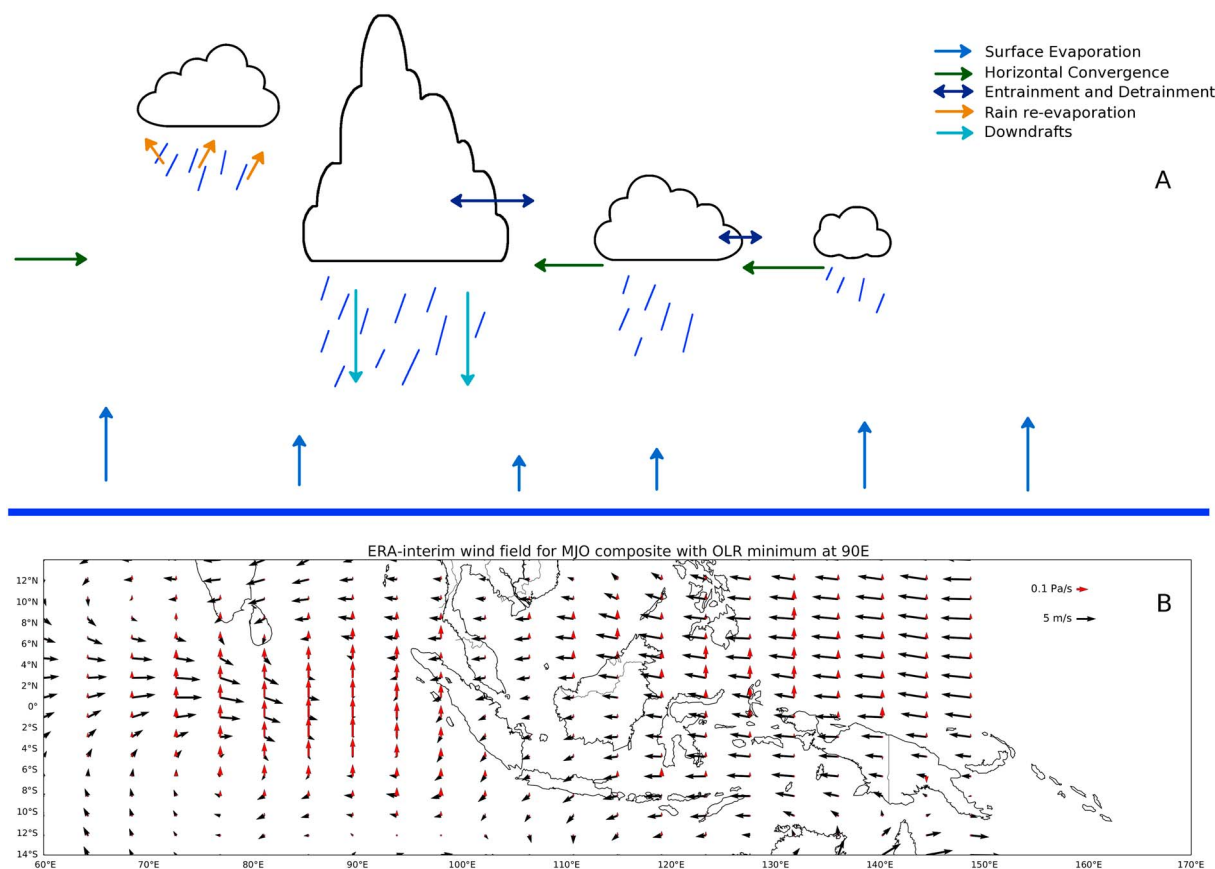 Surface Evaporation
Horizontal Convergence
Entrainment and Detrainment
Rain re-evaporation
Downdrafts
A
ERA-interim wind field for MJO composite with OLR minimum at 90E
0.1 Pa/s
B
5 m/s
12°N
10°N
8°N
6°N
4°N
2°N
0°
2°S
4°S
6°S
8°S
10°S
12°S
14°S
60°E 70°E 80°E 90°E 100°E 110°E 120°E 130°E 140°E 150°E 160°E 170°E